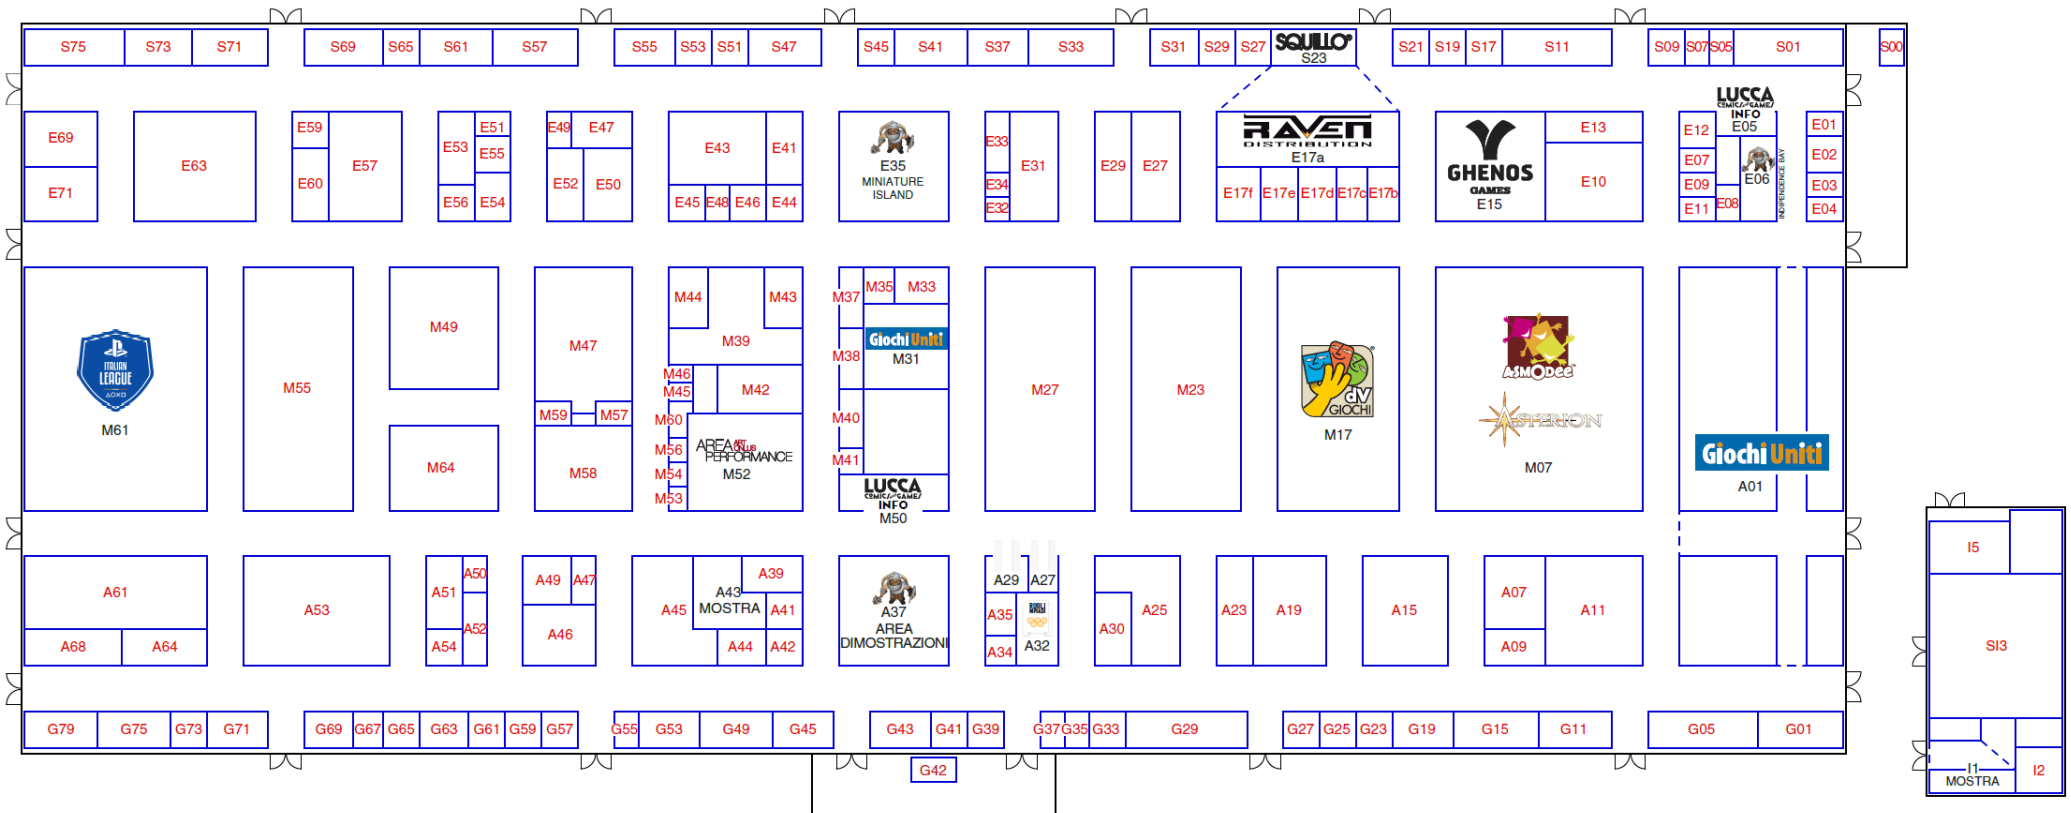 S75 S73 S71 S69 S65 S61 S57 S55 S53 S51 S47 S45 S41 S37 S33 S31 S29 S27 SQUILLO® S23 S21 S19 S17 S11 S09 S07 S05 S01 S00
E69
E71
E63
E59
E60
E57
E53
E56
E51
E55
E54
E49
E47
E52
E50
E43
E41
E45
E48
E46
E44
E35
MINIATURE
ISLAND
E33
E34
E32
E31
E29
E27
RAVEN
DISTRIBUTION
E17a
E17f E17e E17d E17c E17b
GHENOS
GAMES
E15
E13
E10
LUCCA
COMICS AND GAMES
INFO
E05
E12
E07
E09
E11
E08
E06
INDIPENDENCE BAY
E01
E02
E03
E04
ITALIAN
LEAGUE
M61
M55
M49
M64
M47
M59
M57
M58
M44
M43
M39
M46
M45
M42
M60
M56
M54
M53
AREA
ART
ONLUS
PERFORMANCE
M52
M37
M35
M33
Giochi Uniti
M31
M38
M40
M41
LUCCA
COMICS AND GAMES
INFO
M50
M27
M23
dV
GIOCHI
®
M17
ASMODEE
ASTERION
M07
Giochi Uniti
A01
A61
A68
A64
A53
A51
A50
A52
A54
A49
A47
A46
A45
A43
MOSTRA
A39
A41
A44
A42
A37
AREA
DIMOSTRAZIONI
A29
A27
A35
A34
A32
A30
A25
A23
A19
A15
A07
A09
A11
G79 G75 G73 G71 G69 G67 G65 G63 G61 G59 G57 G55 G53 G49 G45 G43 G41 G39 G37 G35 G33 G29 G27 G25 G23 G19 G15 G11 G05 G01
G42
I5
SI3
I1
MOSTRA
I2